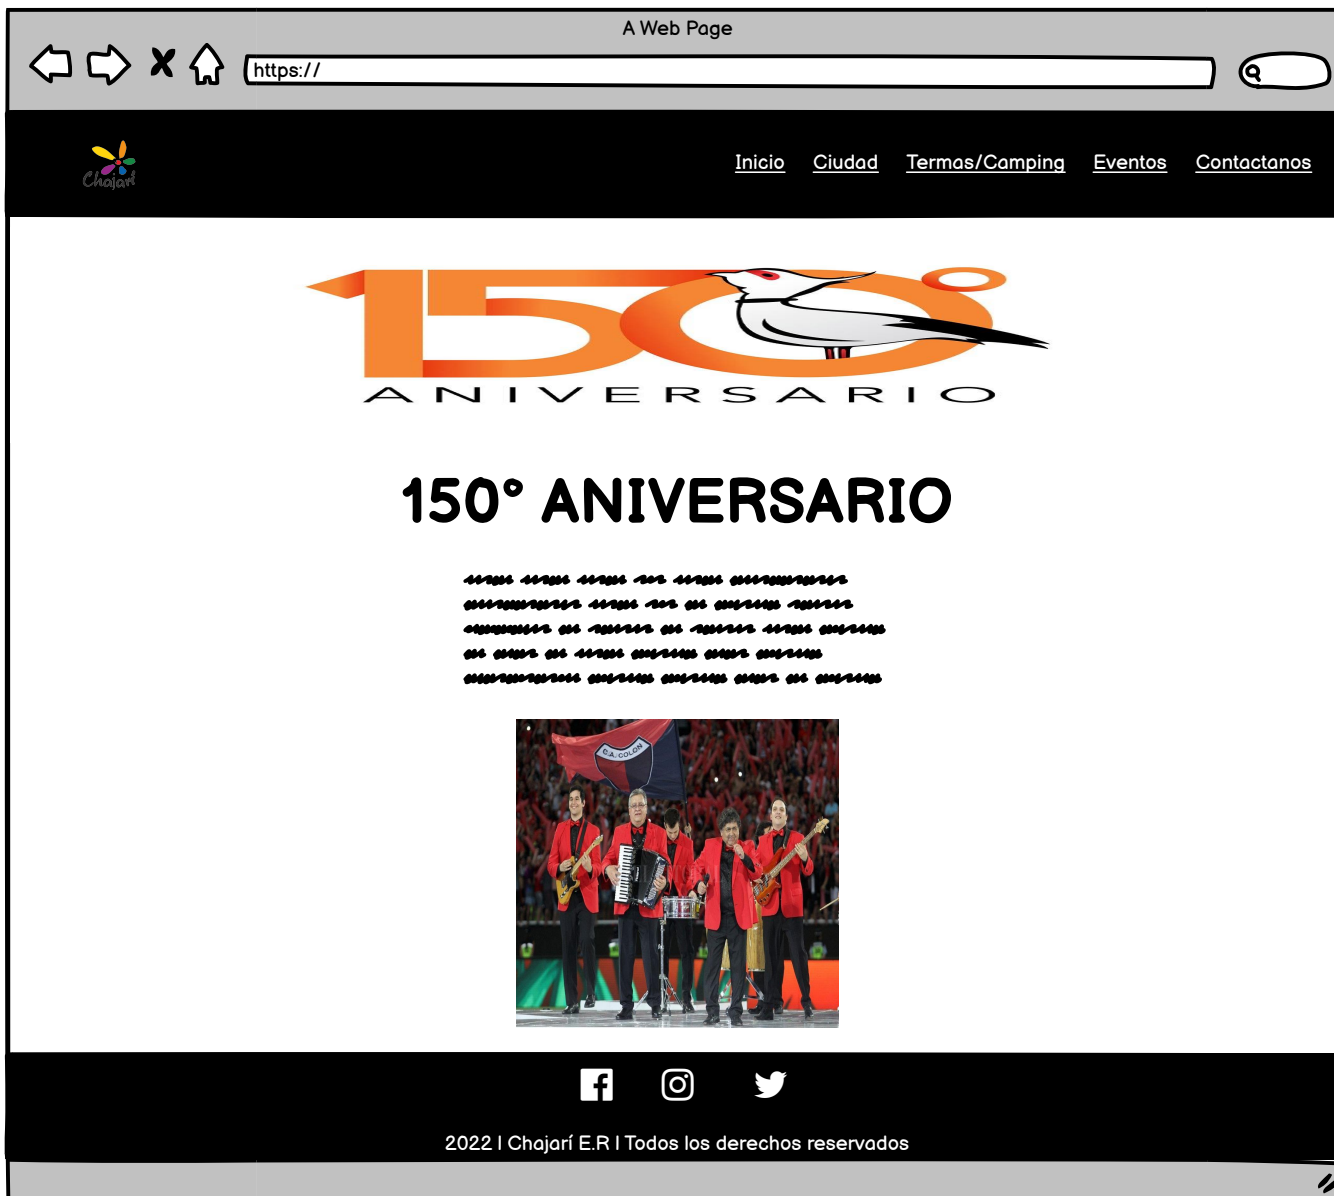 A Web Page
https://
Chajarí
Inicio Ciudad Termas/Camping Eventos Contactanos
150°
ANIVERSARIO
150° ANIVERSARIO
C.A. COLON
2022 | Chajarí E.R | Todos los derechos reservados